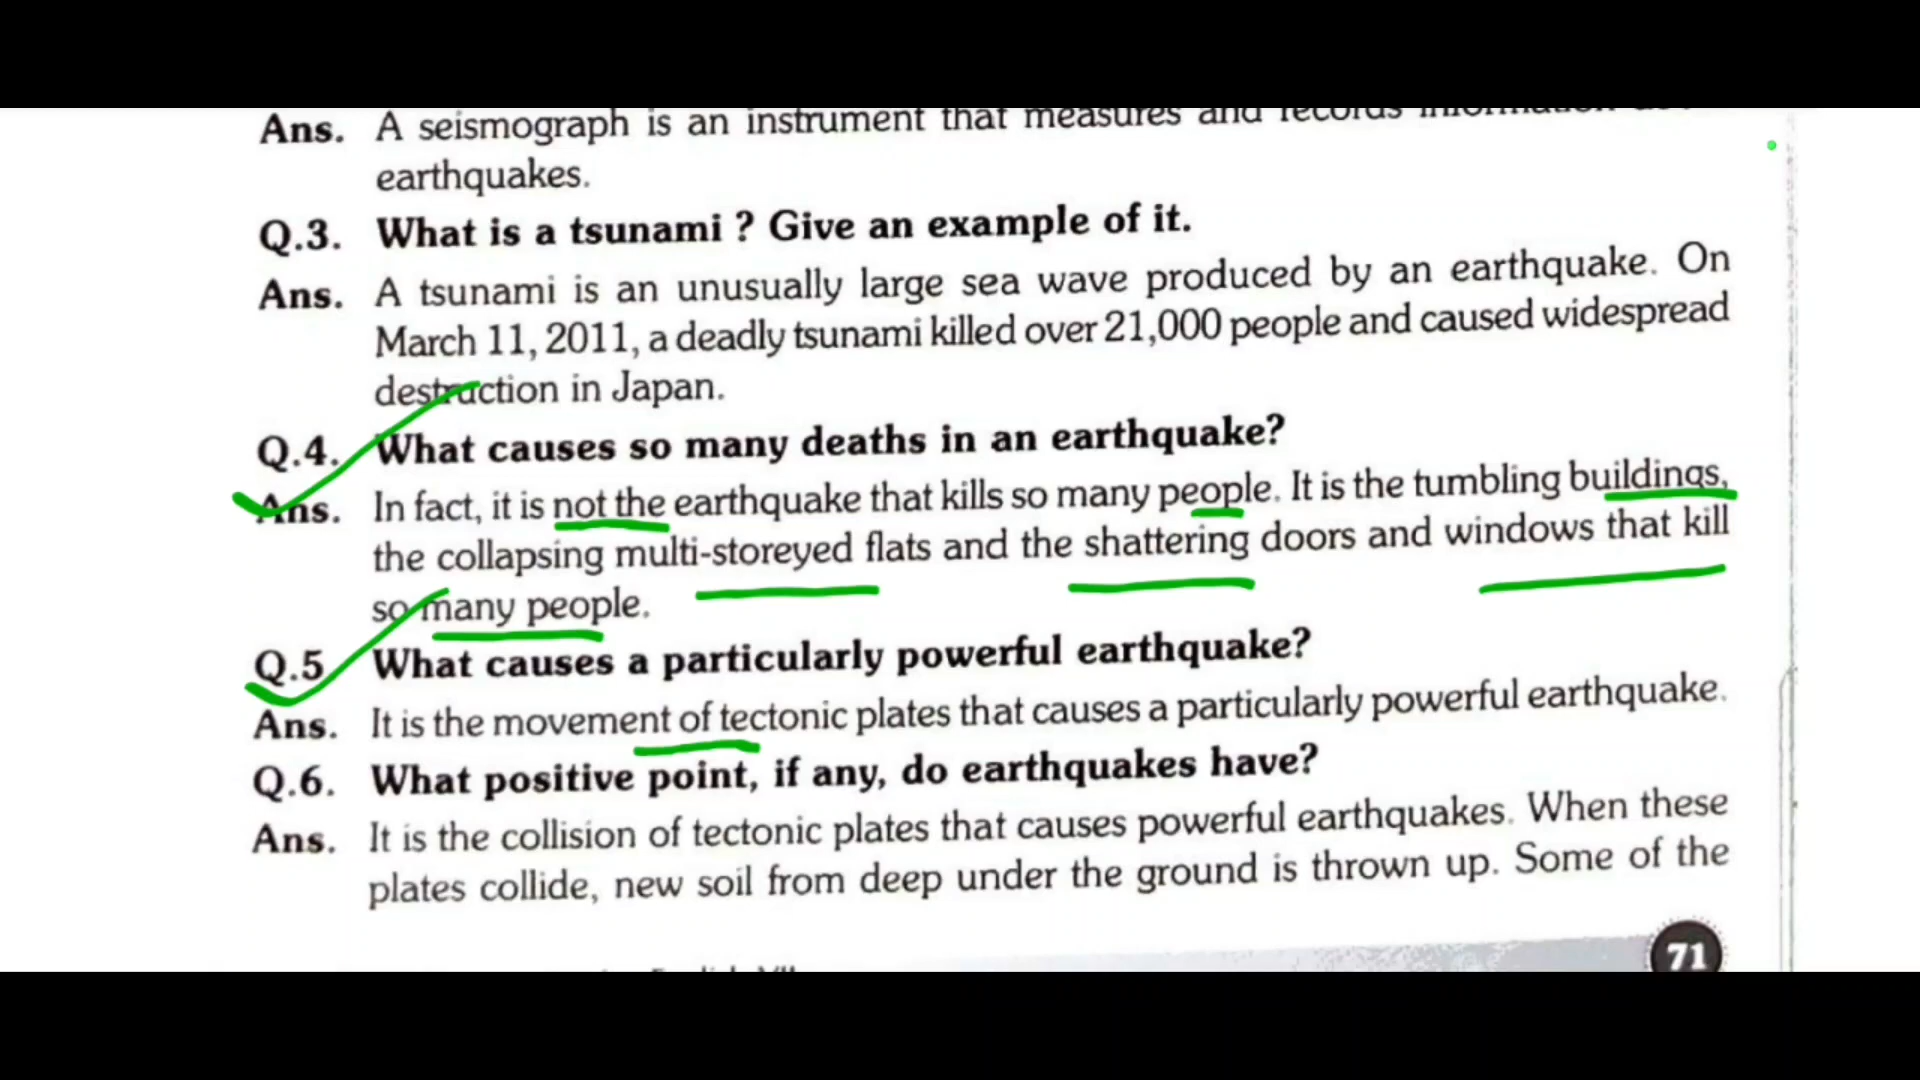 Ans. A seismograph is an instrument that measures and records information
earthquakes.
Q.3. What is a tsunami ? Give an example of it.
Ans. A tsunami is an unusually large sea wave produced by an earthquake. On
March 11, 2011, a deadly tsunami killed over 21,000 people and caused widespread
destruction in Japan.
Q.4. What causes so many deaths in an earthquake?
Ans. In fact, it is not the earthquake that kills so many people. It is the tumbling buildings,
the collapsing multi-storeyed flats and the shattering doors and windows that kill
so many people.
Q.5 What causes a particularly powerful earthquake?
Ans. It is the movement of tectonic plates that causes a particularly powerful earthquake.
Q.6. What positive point, if any, do earthquakes have?
Ans. It is the collision of tectonic plates that causes powerful earthquakes. When these
plates collide, new soil from deep under the ground is thrown up. Some of the
71